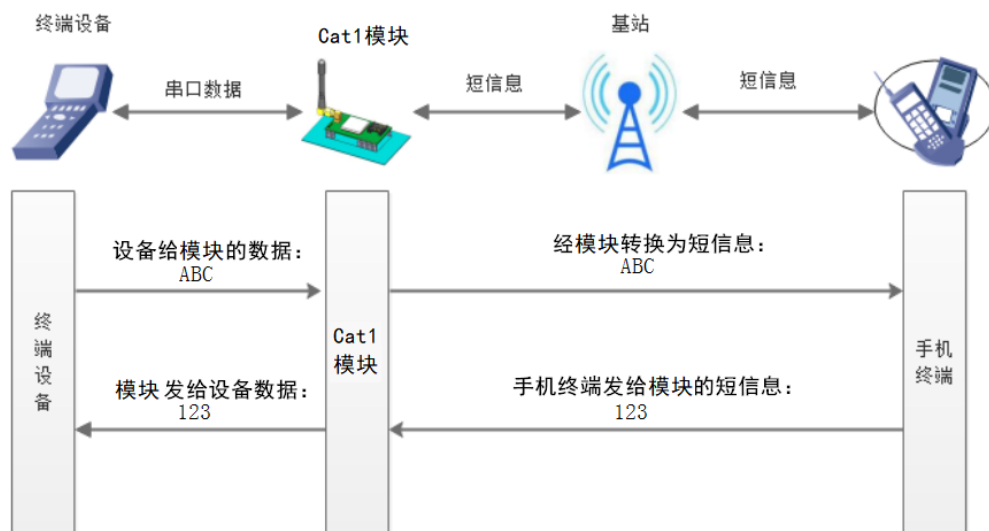 终端设备
Cat1模块
基站
串口数据
短信息
短信息
设备给模块的数据：
ABC
经模块转换为短信息：
ABC
终端设备
Cat1
模块
手机
终端
模块 发给设备数据：
123
手机终端发给模块的短信息：
123